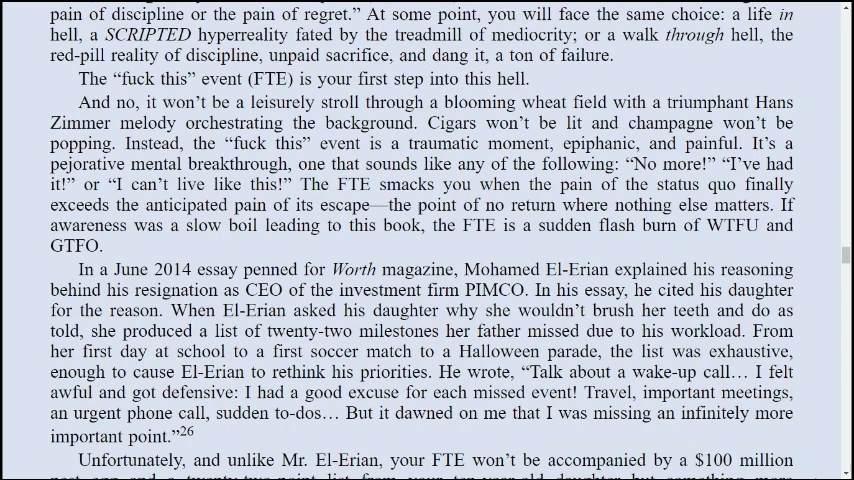 pain of discipline or the pain of regret.” At some point, you will face the same choice: a life in
hell, a SCRIPTED hyperreality fated by the treadmill of mediocrity; or a walk through hell, the
red-pill reality of discipline, unpaid sacrifice, and dang it, a ton of failure.
The “fuck this” event (FTE) is your first step into this hell.
And no, it won’t be a leisurely stroll through a blooming wheat field with a triumphant Hans
Zimmer melody orchestrating the background. Cigars won’t be lit and champagne won’t be
popping. Instead, the “fuck this” event is a traumatic moment, epiphanic, and painful. It’s a
pejorative mental breakthrough, one that sounds like any of the following: “No more!” “I’ve had
it!” or “I can’t live like this!” The FTE smacks you when the pain of the status quo finally
exceeds the anticipated pain of its escape—the point of no return where nothing else matters. If
awareness was a slow boil leading to this book, the FTE is a sudden flash burn of WTFU and
GTFO.
In a June 2014 essay penned for Worth magazine, Mohamed El-Erian explained his reasoning
behind his resignation as CEO of the investment firm PIMCO. In his essay, he cited his daughter
for the reason. When El-Erian asked his daughter why she wouldn’t brush her teeth and do as
told, she produced a list of twenty-two milestones her father missed due to his workload. From
her first day at school to a first soccer match to a Halloween parade, the list was exhaustive,
enough to cause El-Erian to rethink his priorities. He wrote, “Talk about a wake-up call… I felt
awful and got defensive: I had a good excuse for each missed event! Travel, important meetings,
an urgent phone call, sudden to-dos… But it dawned on me that I was missing an infinitely more
important point.”26
Unfortunately, and unlike Mr. El-Erian, your FTE won’t be accompanied by a $100 million